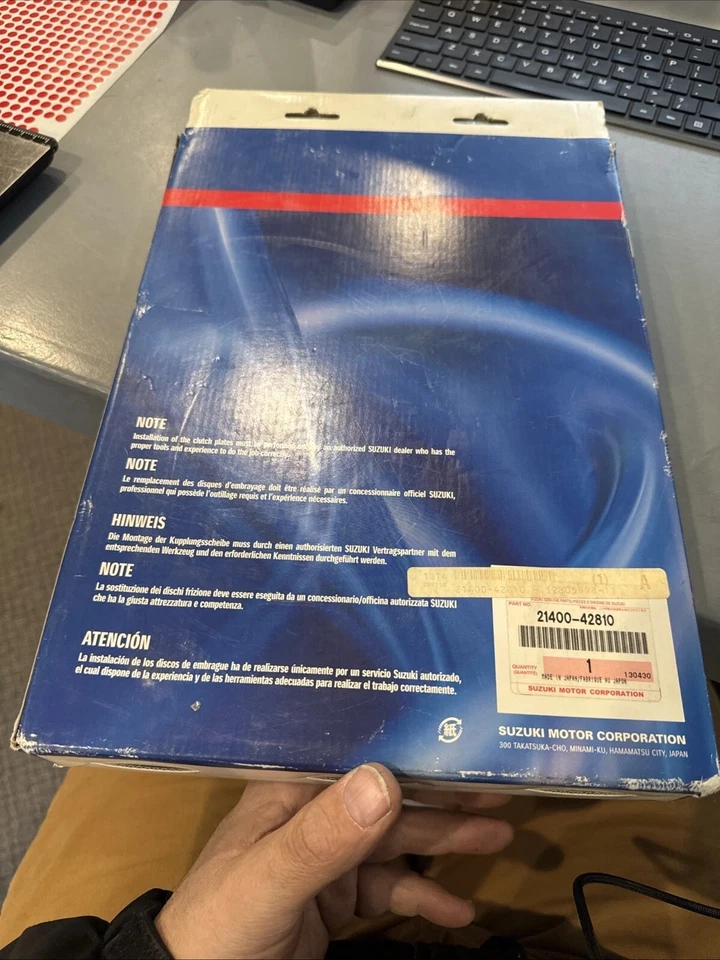 NOTE
Installation of the clutch plates must be performed by an authorized SUZUKI dealer who has the
proper tools and experience to do the job correctly.
NOTE
Le remplacement des disques d'embrayage doit être réalisé par un concessionnaire officiel SUZUKI,
professionnel qui possède l'outillage requis et l'expérience nécessaires.
HINWEIS
Die Montage der Kupplungsscheibe muss durch einen authorisierten SUZUKI Vertragspartner mit dem
entsprechenden Werkzeug und den erforderlichen Kenntnissen durchgeführt werden.
NOTE
La sostituzione dei dischi frizione deve essere eseguita da un concessionario/officina autorizzata SUZUKI
che ha la giusta attrezzatura e competenza.
ATENCIÓN
La instalación de los discos de embrague ha de realizarse únicamente por un servicio Suzuki autorizado,
el cual dispone de la experiencia y de las herramientas adecuadas para realizar el trabajo correctamente.
(1) A
PART NO.
21400-42810
QUANTITY
1
130430
MADE IN JAPAN/FABRIQUE AU JAPON
SUZUKI MOTOR CORPORATION
紙
SUZUKI MOTOR CORPORATION
300 TAKATSUKA-CHO, MINAMI-KU, HAMAMATSU CITY, JAPAN